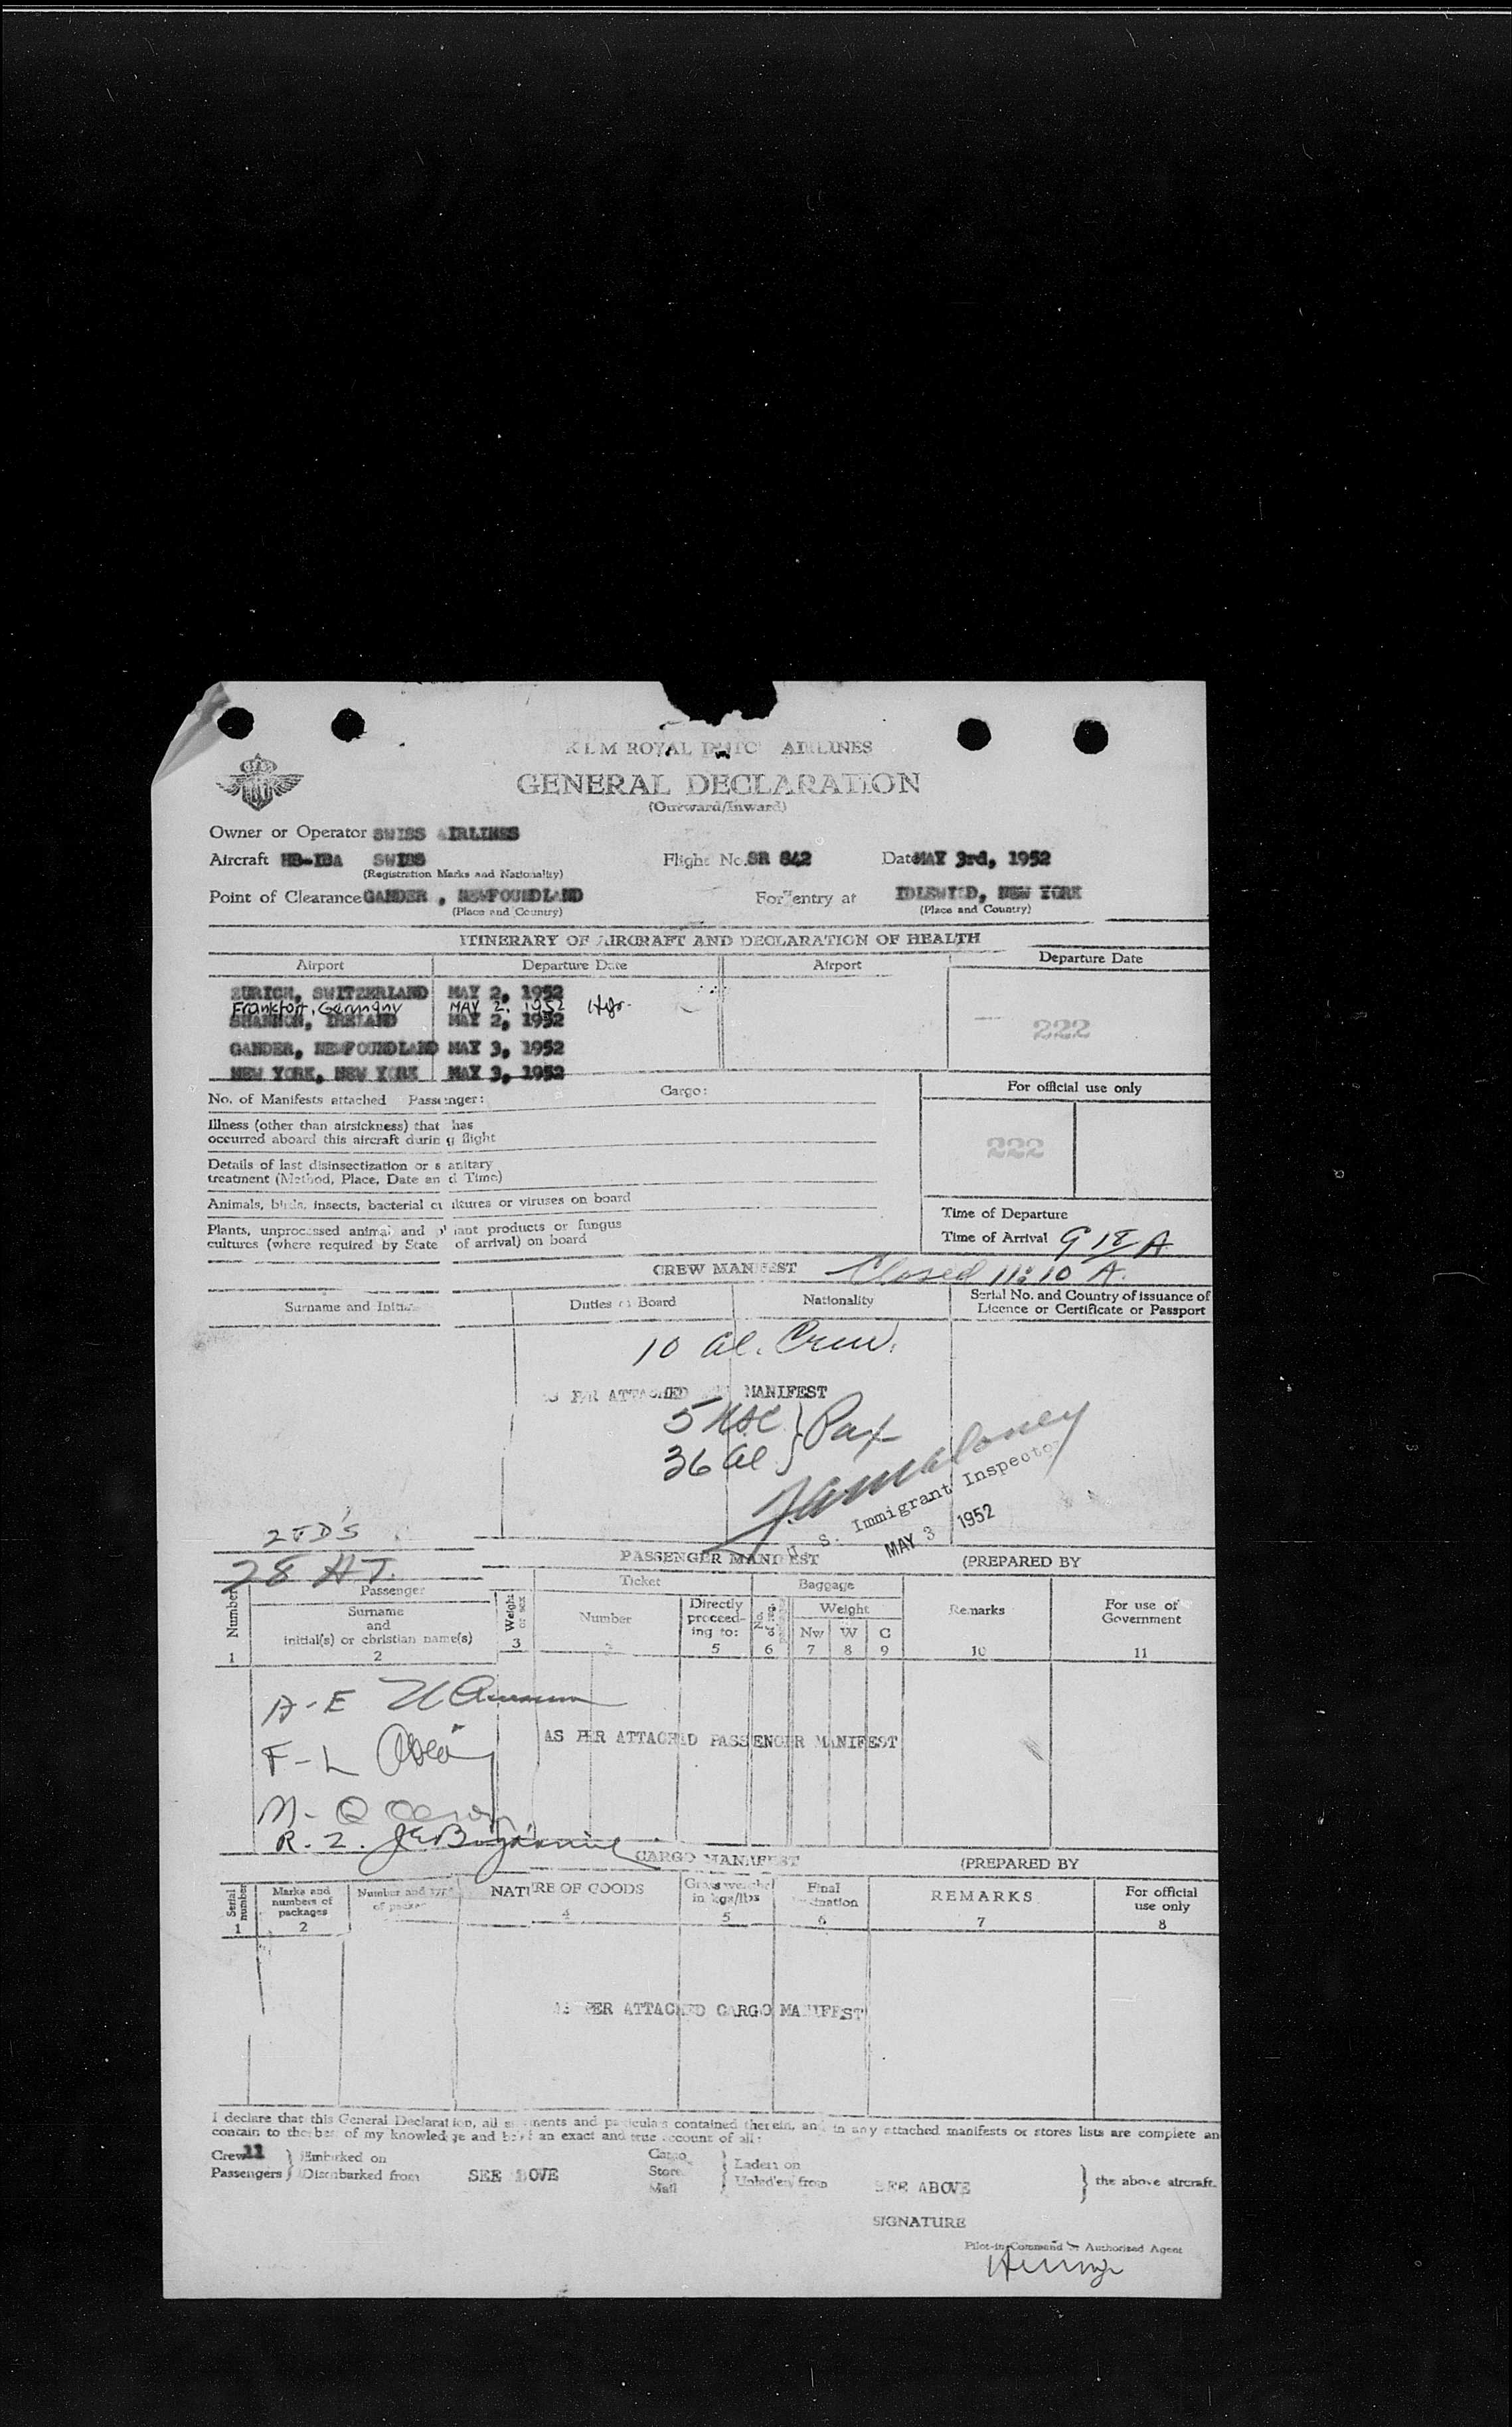 KLM ROYAL DUTCH AIRLINES
GENERAL DECLARATION
(Outward/Inward)
Owner or Operator SWISS AIRLINES
Aircraft HB-IBA SWISS Flight No. SR 842 Date MAY 3rd, 1952
(Registration Marks and Nationality)
Point of Clearance GANDER , NEWFOUNDLAND For entry at IDLEWILD, NEW YORK
(Place and Country) (Place and Country)
ITINERARY OF AIRCRAFT AND DECLARATION OF HEALTH
Airport Departure Date Airport Departure Date
ZURICH, SWITZERLAND MAY 2, 1952
Frankfort, Germany MAY 2. 1952
SHANNON, IRELAND MAY 2, 1952
222
GANDER, NEWFOUNDLAND MAY 3, 1952
NEW YORK, NEW YORK MAY 3, 1952
No. of Manifests attached Passenger: Cargo: For official use only
Illness (other than airsickness) that has
occurred aboard this aircraft during flight
222
Details of last disinsectization or sanitary
treatment (Method, Place, Date and Time)
Animals, birds, insects, bacterial cultures or viruses on board
Time of Departure
Plants, unprocessed animal and plant products or fungus
cultures (where required by State of arrival) on board
Time of Arrival 9 18 A
CREW MANIFEST Closed 11:10 A.
Surname and Initials Duties on Board Nationality Serial No. and Country of issuance of
Licence or Certificate or Passport
10 al. Crew.
AS PER ATTACHED MANIFEST
5 USC } Pax
36 al
U. S. Immigrant Inspector
MAY 3 1952
2 ID'S
28 HT.
PASSENGER MANIFEST (PREPARED BY
Number Passenger Weight or sex Ticket Baggage
Surname
and
initial(s) or christian name(s)
Number Directly
proceed-
ing to:
No. of reg. Weight
Nw W C
Remarks For use of
Government
1 2 3 5 6 7 8 9 10 11
A-E
F-L
AS PER ATTACHED PASSENGER MANIFEST
M-Q
R-Z
CARGO MANIFEST (PREPARED BY
Serial
number
Marks and
numbers of
packages
Number and type
of packages
NATURE OF GOODS Gross weight
in kgs/lbs
Final
destination
REMARKS For official
use only
1 2 4 5 6 7 8
AS PER ATTACHED CARGO MANIFEST
I declare that this General Declaration, all statements and particulars contained therein, and in any attached manifests or stores lists are complete an
contain to the best of my knowledge and belief an exact and true account of all:
Crew 11 } Embarked on Cargo } Laden on
Passengers } Disembarked from SEE ABOVE Stores } Unladen from SEE ABOVE } the above aircraft.
Mail
SIGNATURE
Pilot-in-Command or Authorized Agent